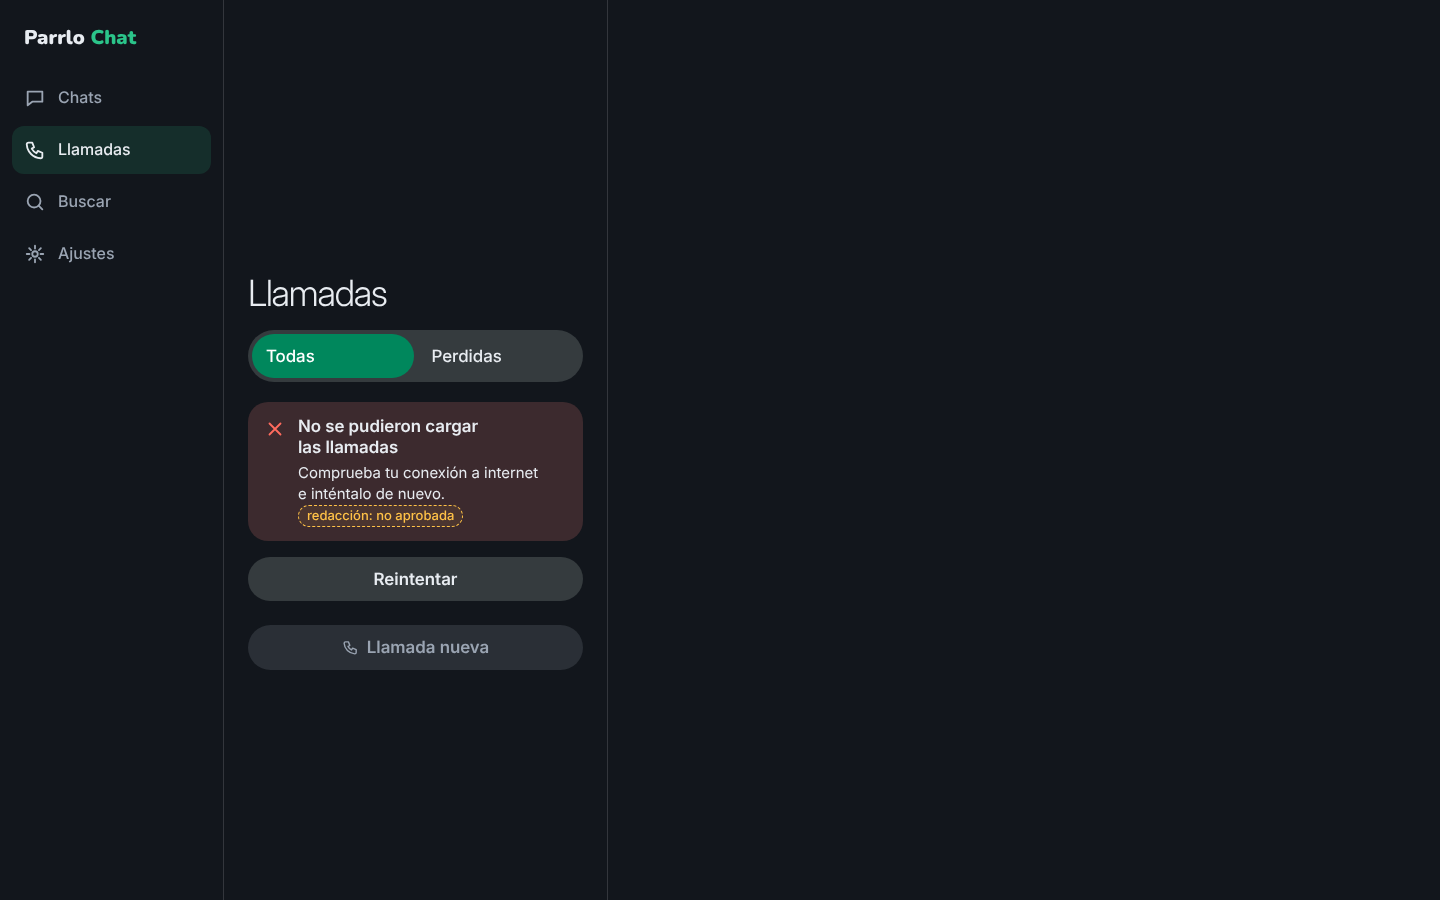 Parrlo Chat
Chats
Llamadas
Buscar
Ajustes
Llamadas
Todas
Perdidas
No se pudieron cargar
las llamadas
Comprueba tu conexión a internet
e inténtalo de nuevo.
redacción: no aprobada
Reintentar
Llamada nueva